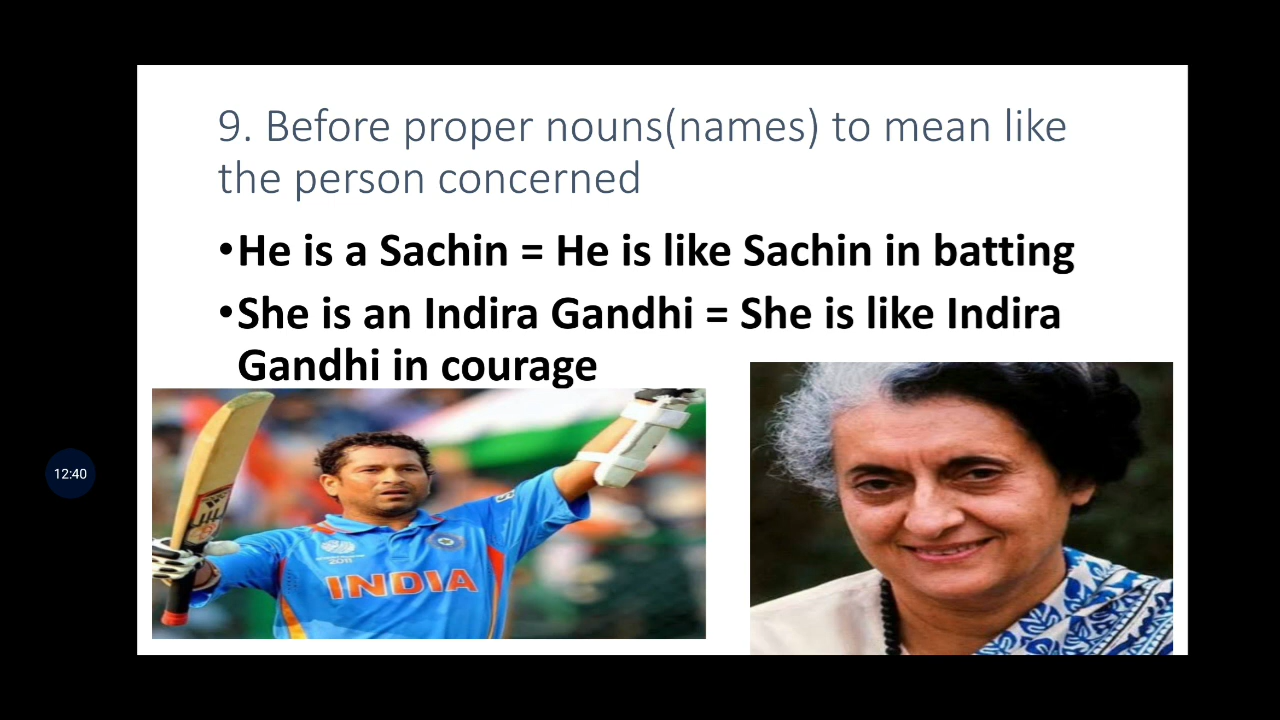 9. Before proper nouns(names) to mean like
the person concerned
•He is a Sachin = He is like Sachin in batting
•She is an Indira Gandhi = She is like Indira
Gandhi in courage
12:40
2011
INDIA